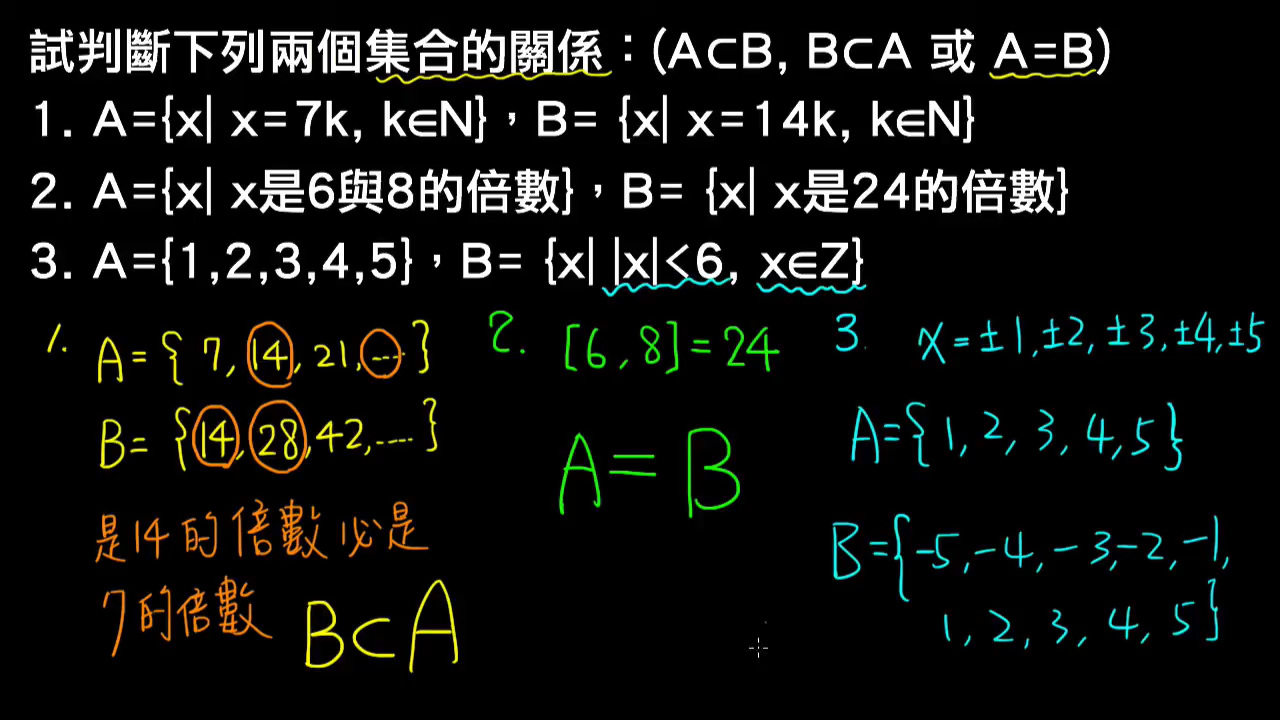 試判斷下列兩個集合的關係：(A⊂B, B⊂A 或 A=B)
1. A={x| x=7k, k∈N}，B= {x| x=14k, k∈N}
2. A={x| x是6與8的倍數}，B= {x| x是24的倍數}
3. A={1,2,3,4,5}，B= {x| |x|<6, x∈Z}
1.
A={7, 14, 21, ...}
B={14, 28, 42, ....}
是14的倍數必是
7的倍數
B⊂A
2. [6, 8]=24
A=B
3. x=±1, ±2, ±3, ±4, ±5
A={1, 2, 3, 4, 5}
B={-5, -4, -3, -2, -1,
1, 2, 3, 4, 5}